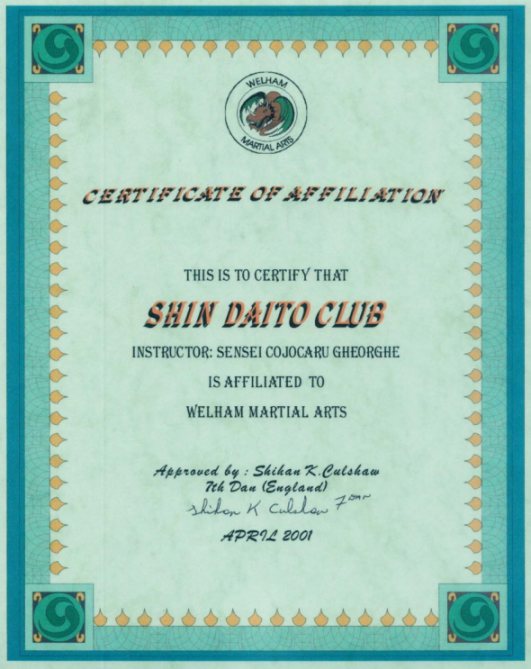 WELHAM
MARTIAL ARTS
CERTIFICATE OF AFFILIATION
THIS IS TO CERTIFY THAT
SHIN DAITO CLUB
INSTRUCTOR: SENSEI COJOCARU GHEORGHE
IS AFFILIATED TO
WELHAM MARTIAL ARTS
Approved by : Shihan K.Culshaw
7th Dan (England)
Shihan K Culshaw 7 DAN
APRIL 2001